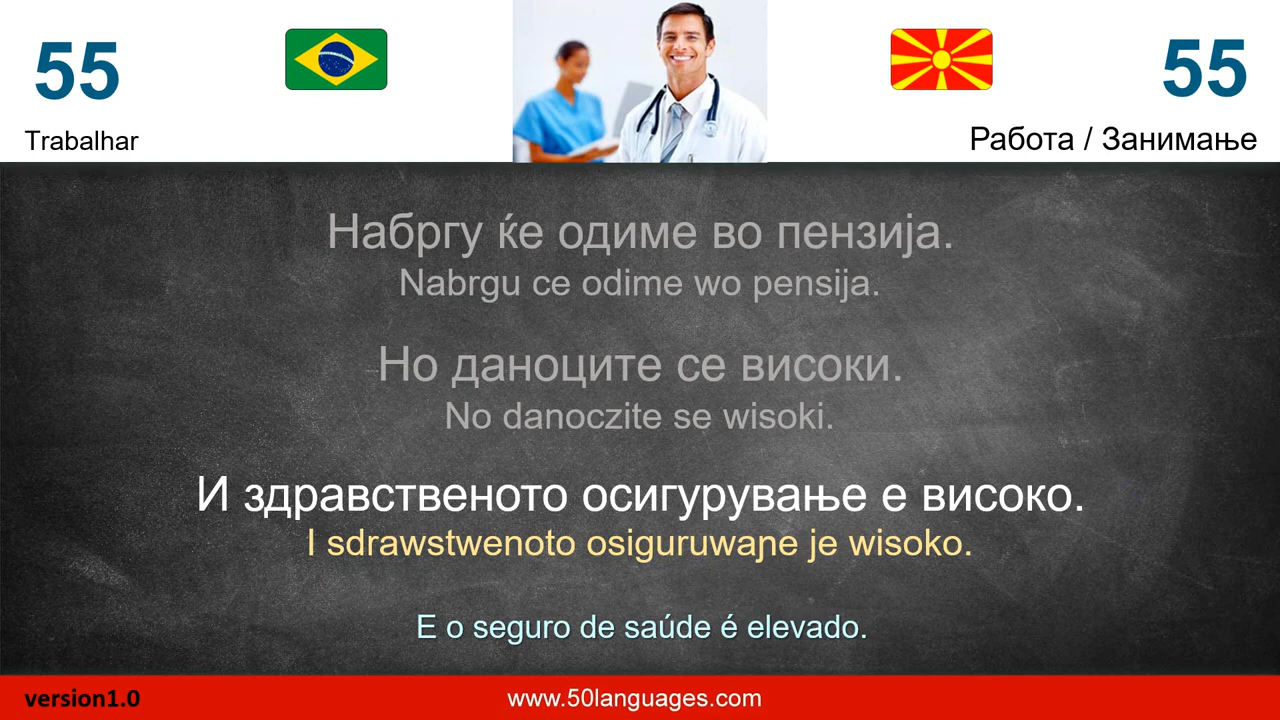 55
55
Trabalhar
Работа / Занимање
Набргу ќе одиме во пензија.
Nabrgu ce odime wo pensija.
Но даноците се високи.
No danoczite se wisoki.
И здравственото осигурување е високо.
I sdrawstwenoto osiguruwaɲe je wisoko.
E o seguro de saúde é elevado.
version1.0
www.50languages.com